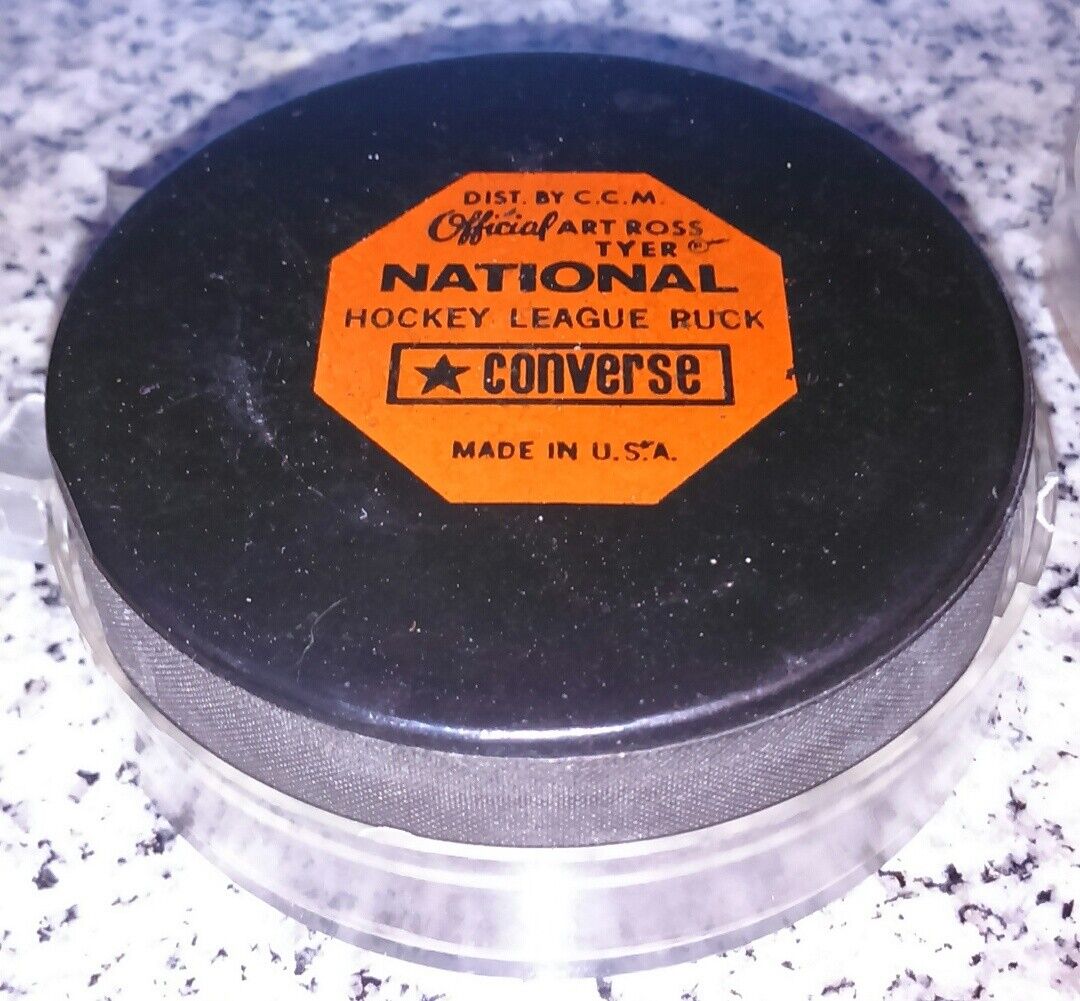 DIST. BY C.C.M.
Official ART ROSS
TYER ®
NATIONAL
HOCKEY LEAGUE PUCK
★ converse
MADE IN U.S.A.